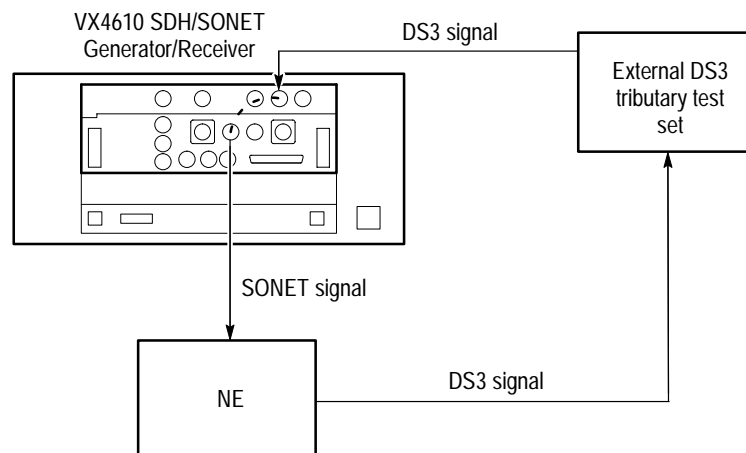 VX4610 SDH/SONET
Generator/Receiver
DS3 signal
External DS3
tributary test
set
SONET signal
NE
DS3 signal